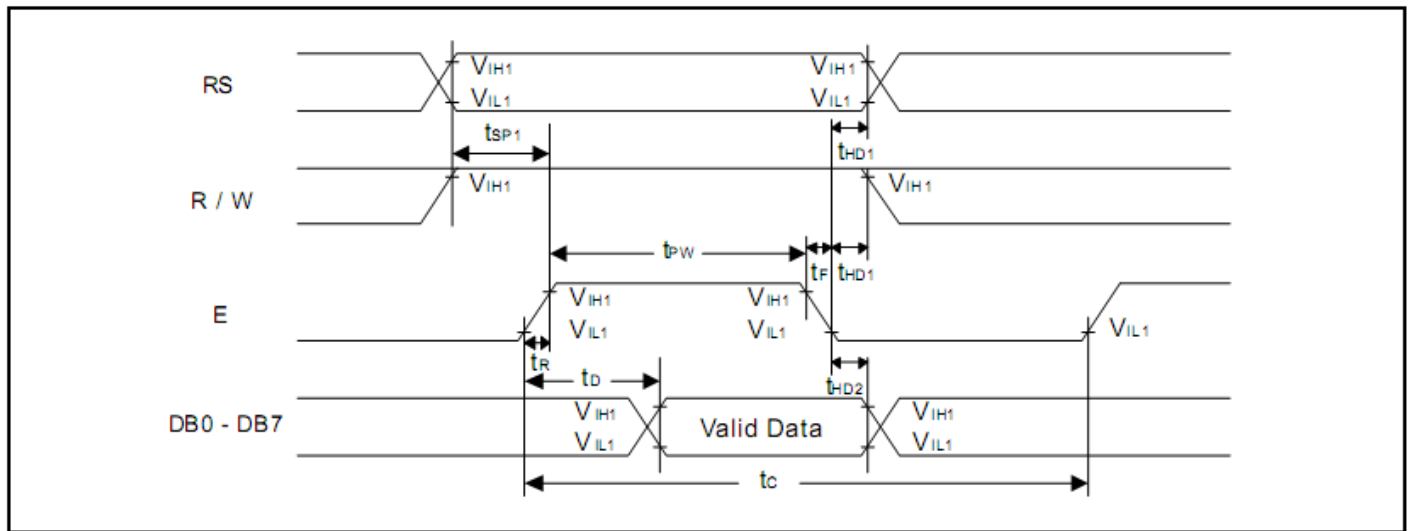 RS
VIH1
VIL1
VIH1
VIL1
tSP1
tHD1
R / W
VIH1
VIH1
tPW
tF
tHD1
E
VIH1
VIL1
VIH1
VIL1
VIL1
tR
tD
tHD2
DB0 - DB7
VIH1
VIL1
Valid Data
VIH1
VIL1
tC